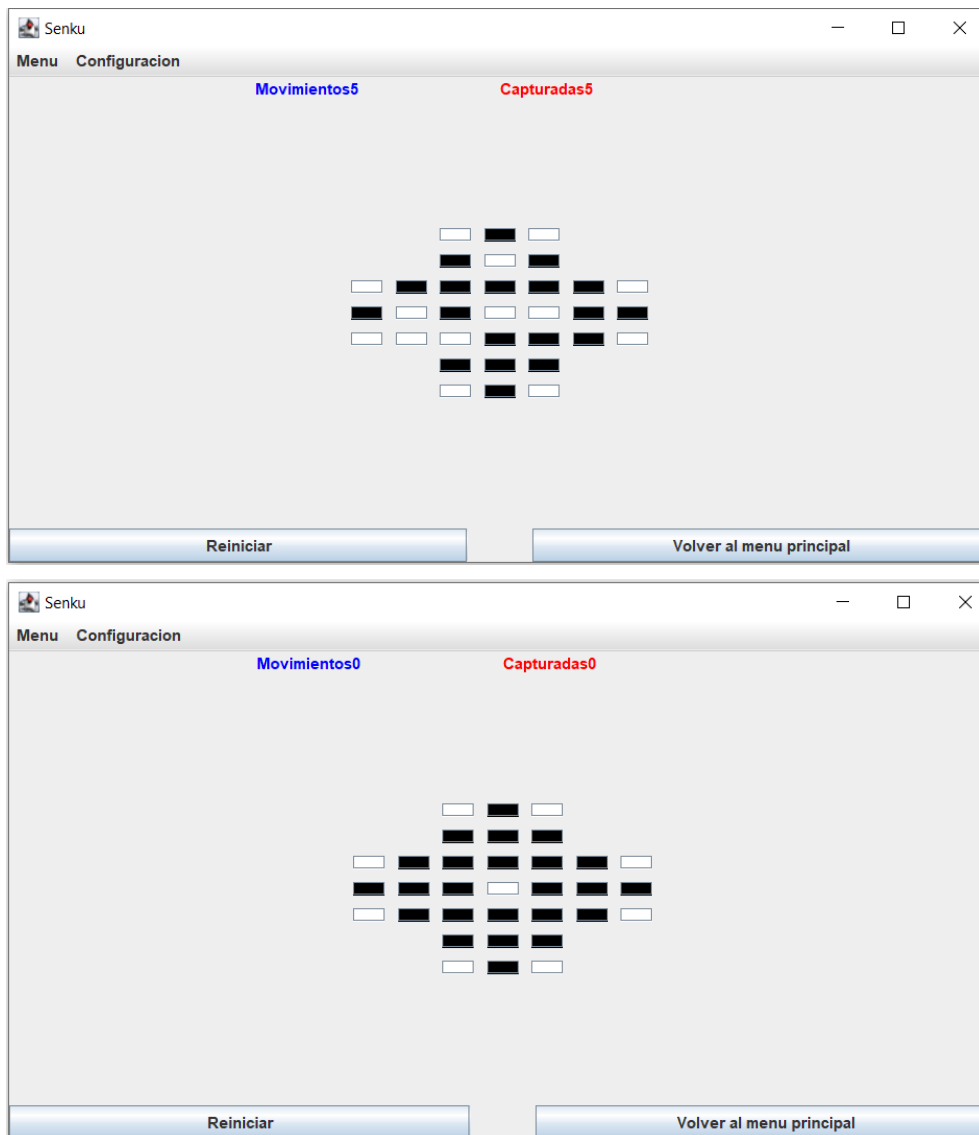 Senku
Menu Configuracion
Movimientos5 Capturadas5
Reiniciar Volver al menu principal
Senku
Menu Configuracion
Movimientos0 Capturadas0
Reiniciar Volver al menu principal